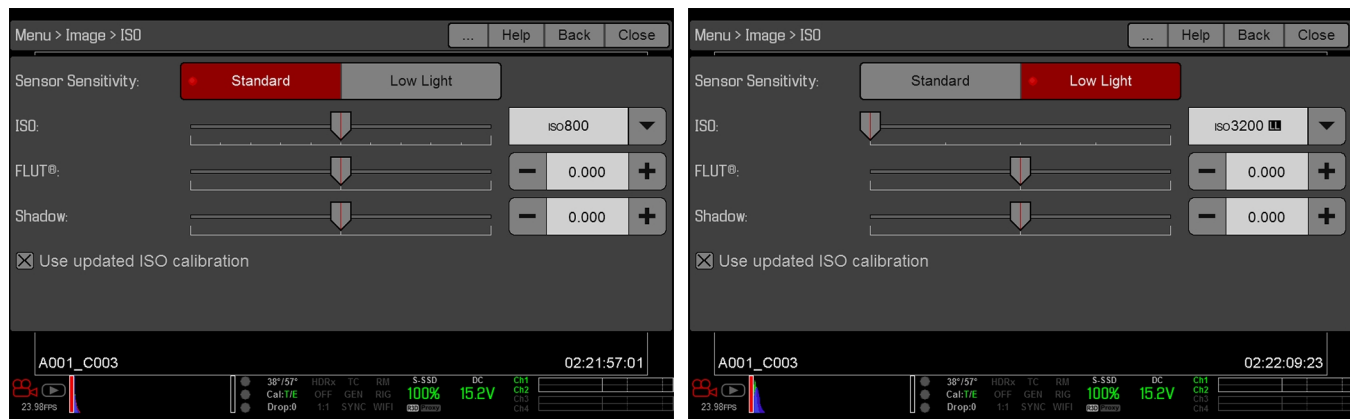 Menu > Image > ISO ... Help Back Close
Sensor Sensitivity: Standard Low Light
ISO: ISO800
FLUT®: 0.000
Shadow: 0.000
Use updated ISO calibration
A001_C003 02:21:57:01
38°/57° HDRx TC RM S-SSD DC Ch1
Cal:T/E OFF GEN RIG 100% 15.2V Ch2
23.98FPS Drop:0 1:1 SYNC WIFI R3D Proxy Ch3
Ch4
Menu > Image > ISO ... Help Back Close
Sensor Sensitivity: Standard Low Light
ISO: ISO3200 LL
FLUT®: 0.000
Shadow: 0.000
Use updated ISO calibration
A001_C003 02:22:09:23
38°/57° HDRx TC RM S-SSD DC Ch1
Cal:T/E OFF GEN RIG 100% 15.2V Ch2
23.98FPS Drop:0 1:1 SYNC WIFI R3D Proxy Ch3
Ch4